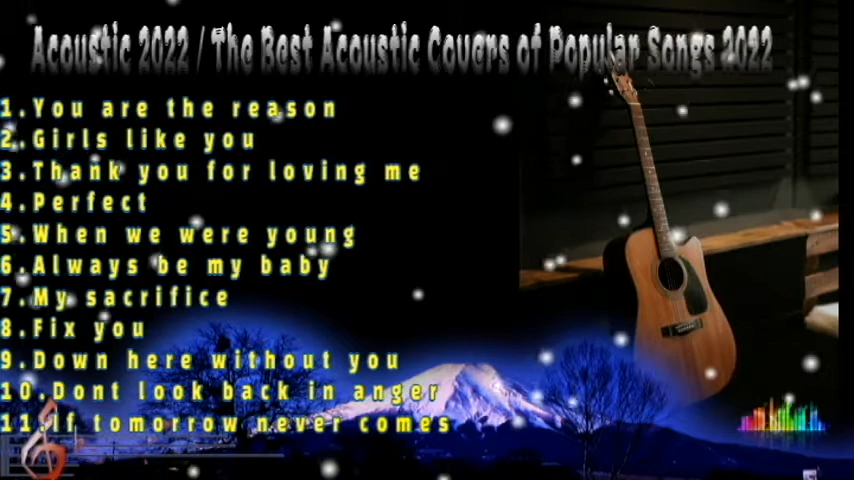 Acoustic 2022 / The Best Acoustic Covers of Popular Songs 2022
1.You are the reason
2.Girls like you
3.Thank you for loving me
4.Perfect
5.When we were young
6.Always be my baby
7.My sacrifice
8.Fix you
9.Down here without you
10.Dont look back in anger
11.If tomorrow never comes